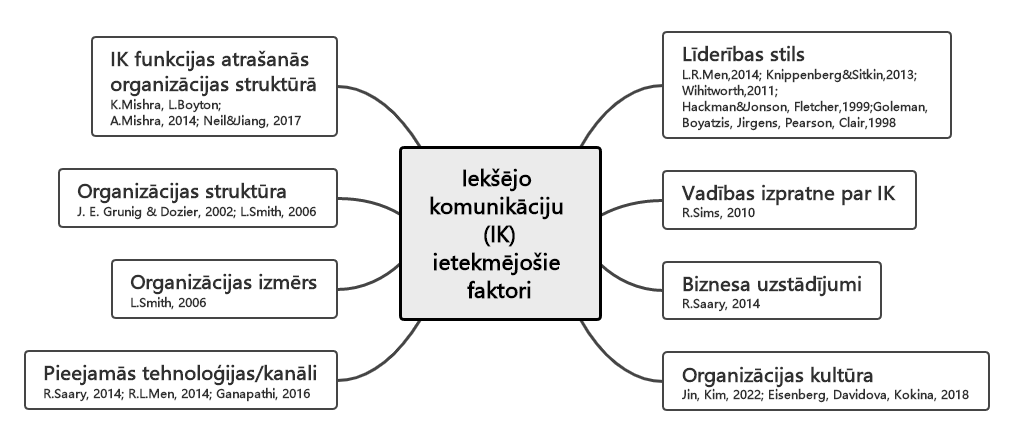 IK funkcijas atrašanās
organizācijas struktūrā
K.Mishra, L.Boyton;
A.Mishra, 2014; Neil&Jiang, 2017
Organizācijas struktūra
J. E. Grunig & Dozier, 2002; L.Smith, 2006
Organizācijas izmērs
L.Smith, 2006
Pieejamās tehnoloģijas/kanāli
R.Saary, 2014; R.L.Men, 2014; Ganapathi, 2016
Iekšējo
komunikāciju
(IK)
ietekmējošie
faktori
Līderības stils
L.R.Men,2014; Knippenberg&Sitkin,2013;
Wihitworth,2011;
Hackman&Jonson, Fletcher,1999;Goleman,
Boyatzis, Jirgens, Pearson, Clair,1998
Vadības izpratne par IK
R.Sims, 2010
Biznesa uzstādījumi
R.Saary, 2014
Organizācijas kultūra
Jin, Kim, 2022; Eisenberg, Davidova, Kokina, 2018